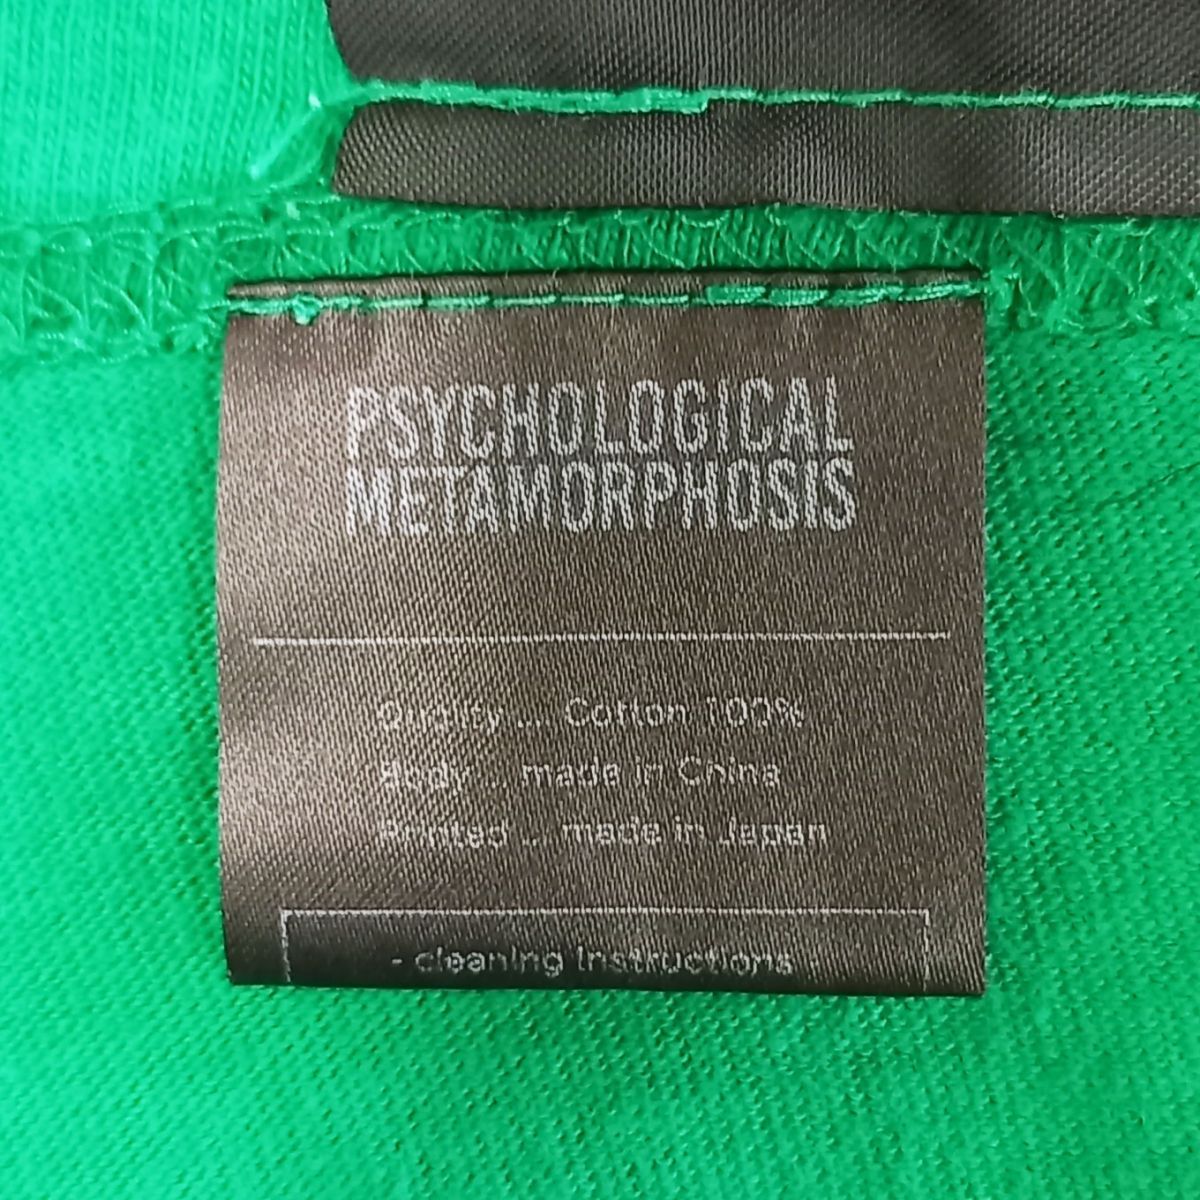 PSYCHOLOGICAL
METAMORPHOSIS
Quality ... Cotton 100%
Body ... made in China
Printed ... made in Japan
- cleaning instructions -